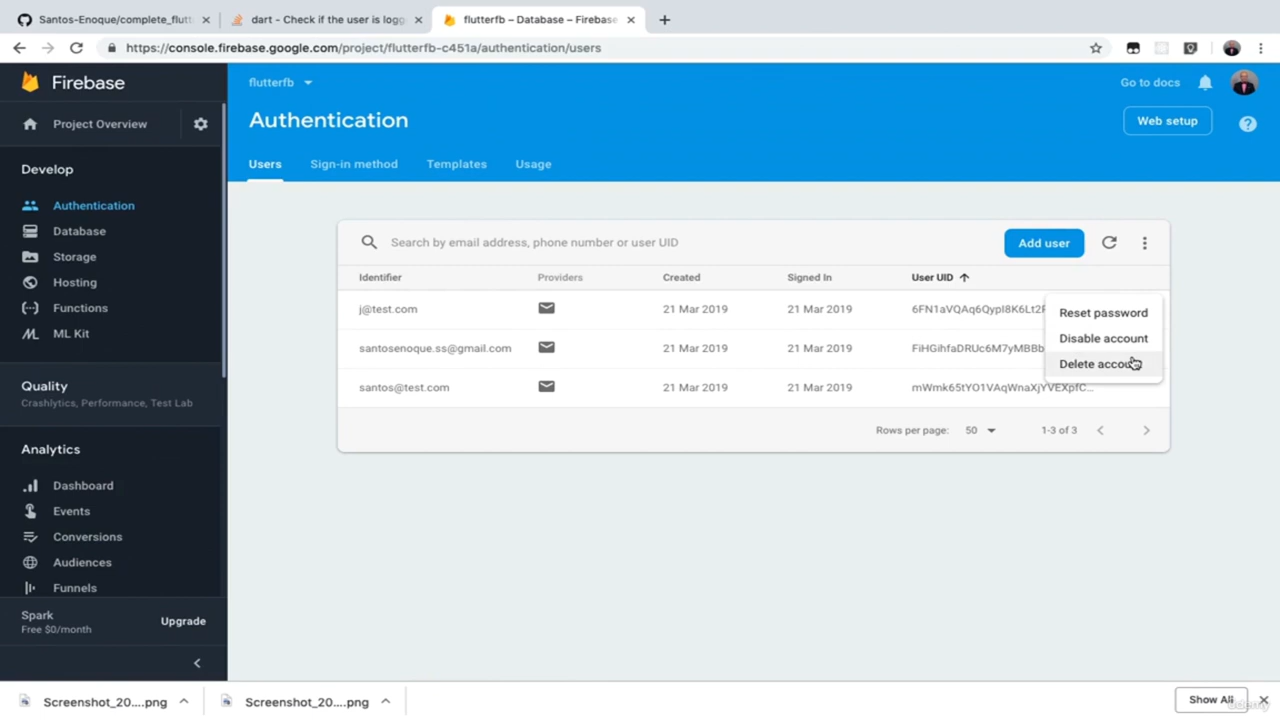 Santos-Enoque/complete_flutt
dart - Check if the user is logg
flutterfb – Database – Firebase
https://console.firebase.google.com/project/flutterfb-c451a/authentication/users
Firebase
flutterfb
Go to docs
Project Overview
Authentication
Web setup
Develop
Users Sign-in method Templates Usage
Authentication
Database
Storage
Hosting
Functions
ML Kit
Search by email address, phone number or user UID
Add user
Identifier Providers Created Signed In User UID
j@test.com 21 Mar 2019 21 Mar 2019 6FN1aVQAq6QypI8K6Lt2F
santosenoque.ss@gmail.com 21 Mar 2019 21 Mar 2019 FiHGihfaDRUc6M7yMBBb
santos@test.com 21 Mar 2019 21 Mar 2019 mWmk65tYO1VAqWnaXjYVEXpfC...
Reset password
Disable account
Delete account
Rows per page: 50 1-3 of 3
Quality
Crashlytics, Performance, Test Lab
Analytics
Dashboard
Events
Conversions
Audiences
Funnels
Spark
Free $0/month
Upgrade
Screenshot_20....png
Screenshot_20....png
Show All
udemy